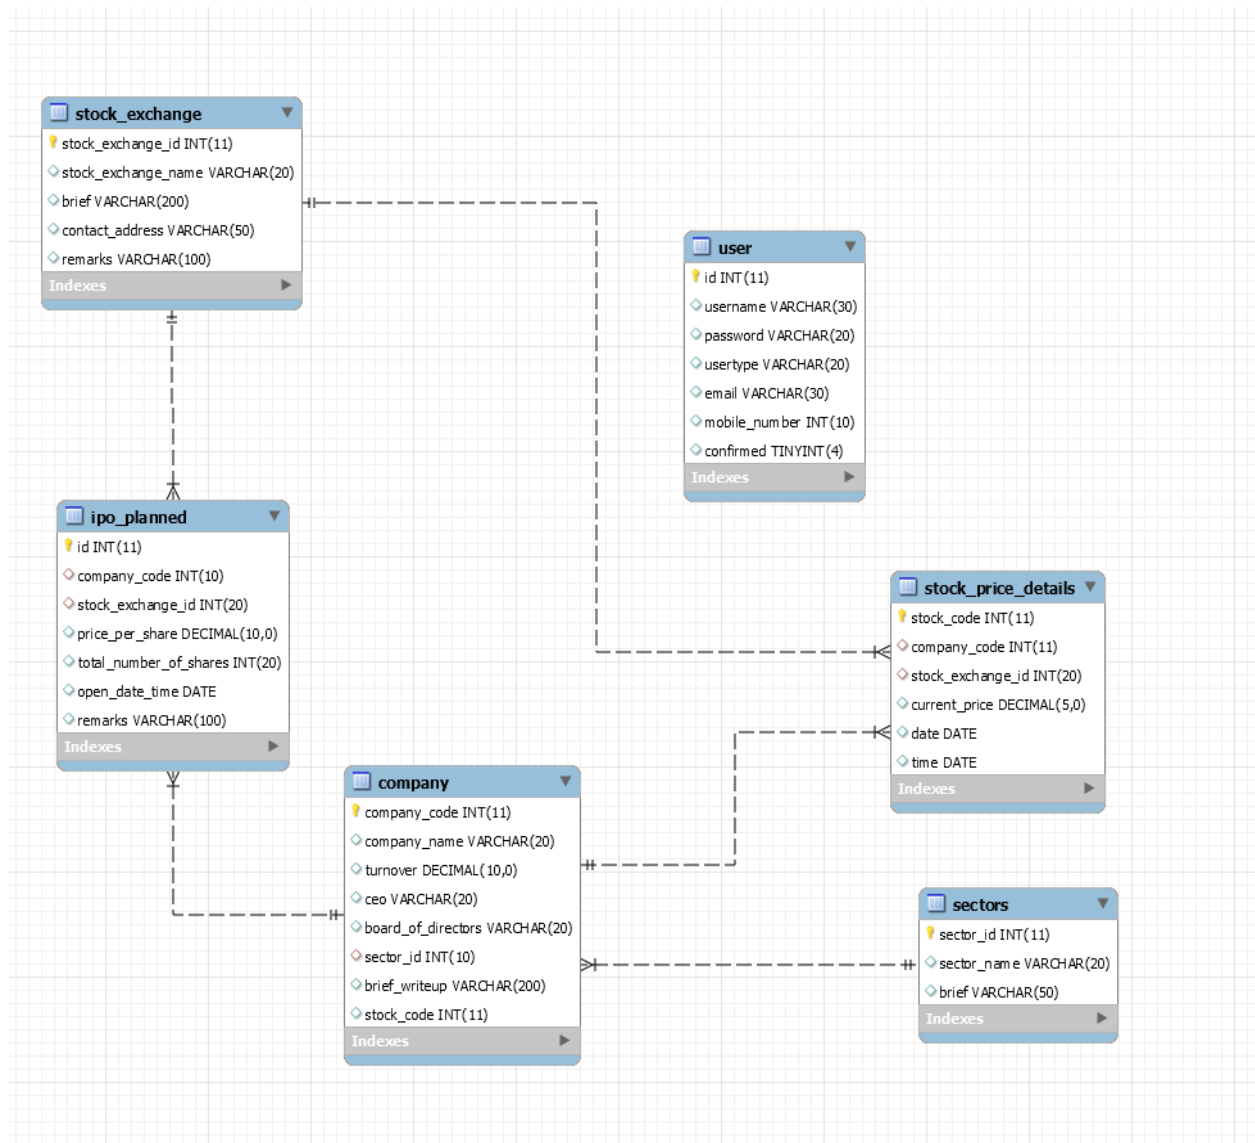 stock_exchange
stock_exchange_id INT(11)
stock_exchange_name VARCHAR(20)
brief VARCHAR(200)
contact_address VARCHAR(50)
remarks VARCHAR(100)
Indexes
user
id INT(11)
username VARCHAR(30)
password VARCHAR(20)
usertype VARCHAR(20)
email VARCHAR(30)
mobile_number INT(10)
confirmed TINYINT(4)
Indexes
ipo_planned
id INT(11)
company_code INT(10)
stock_exchange_id INT(20)
price_per_share DECIMAL(10,0)
total_number_of_shares INT(20)
open_date_time DATE
remarks VARCHAR(100)
Indexes
stock_price_details
stock_code INT(11)
company_code INT(11)
stock_exchange_id INT(20)
current_price DECIMAL(5,0)
date DATE
time DATE
Indexes
company
company_code INT(11)
company_name VARCHAR(20)
turnover DECIMAL(10,0)
ceo VARCHAR(20)
board_of_directors VARCHAR(20)
sector_id INT(10)
brief_writeup VARCHAR(200)
stock_code INT(11)
Indexes
sectors
sector_id INT(11)
sector_name VARCHAR(20)
brief VARCHAR(50)
Indexes